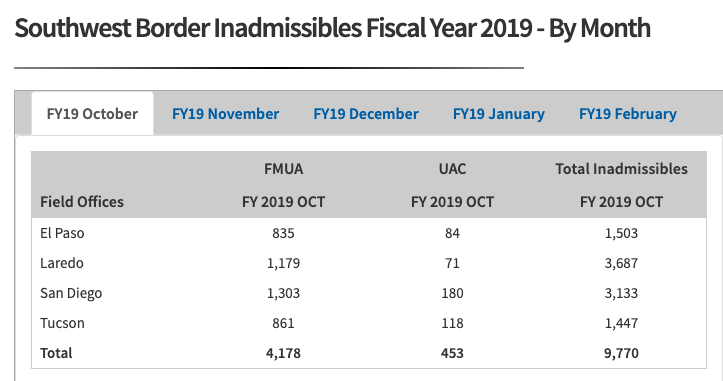 Southwest Border Inadmissibles Fiscal Year 2019 - By Month
FY19 October FY19 November FY19 December FY19 January FY19 February
FMUA UAC Total Inadmissibles
Field Offices FY 2019 OCT FY 2019 OCT FY 2019 OCT
El Paso 835 84 1,503
Laredo 1,179 71 3,687
San Diego 1,303 180 3,133
Tucson 861 118 1,447
Total 4,178 453 9,770